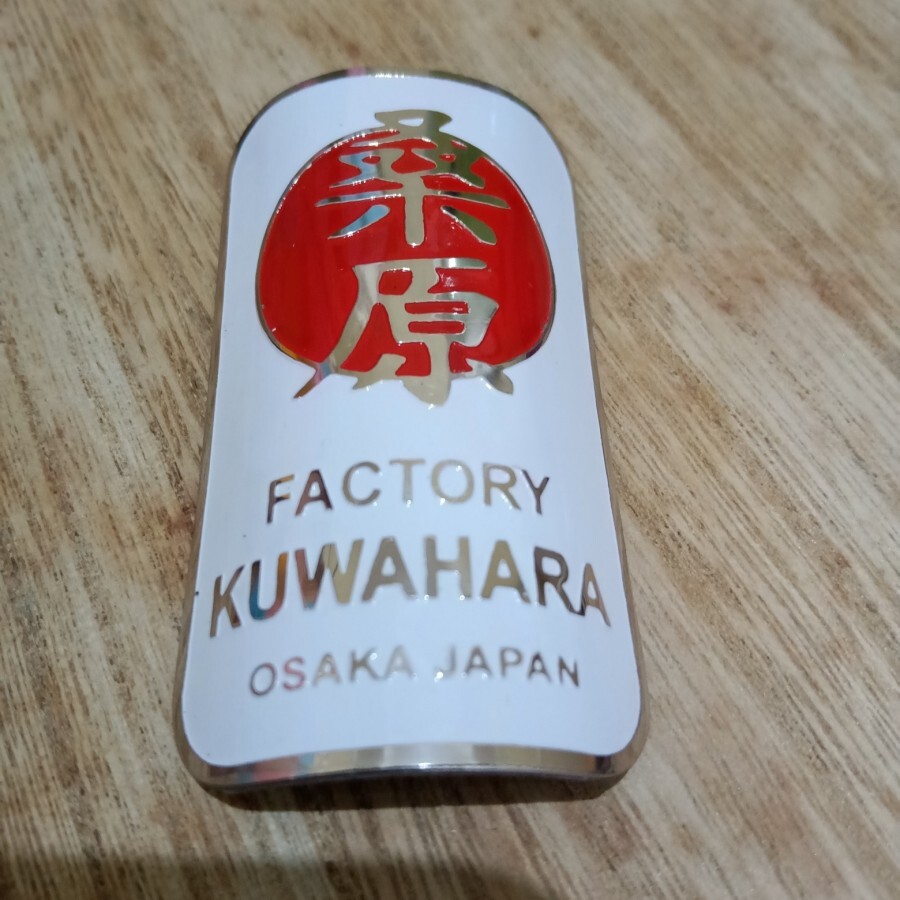 桑
原
FACTORY
KUWAHARA
OSAKA JAPAN